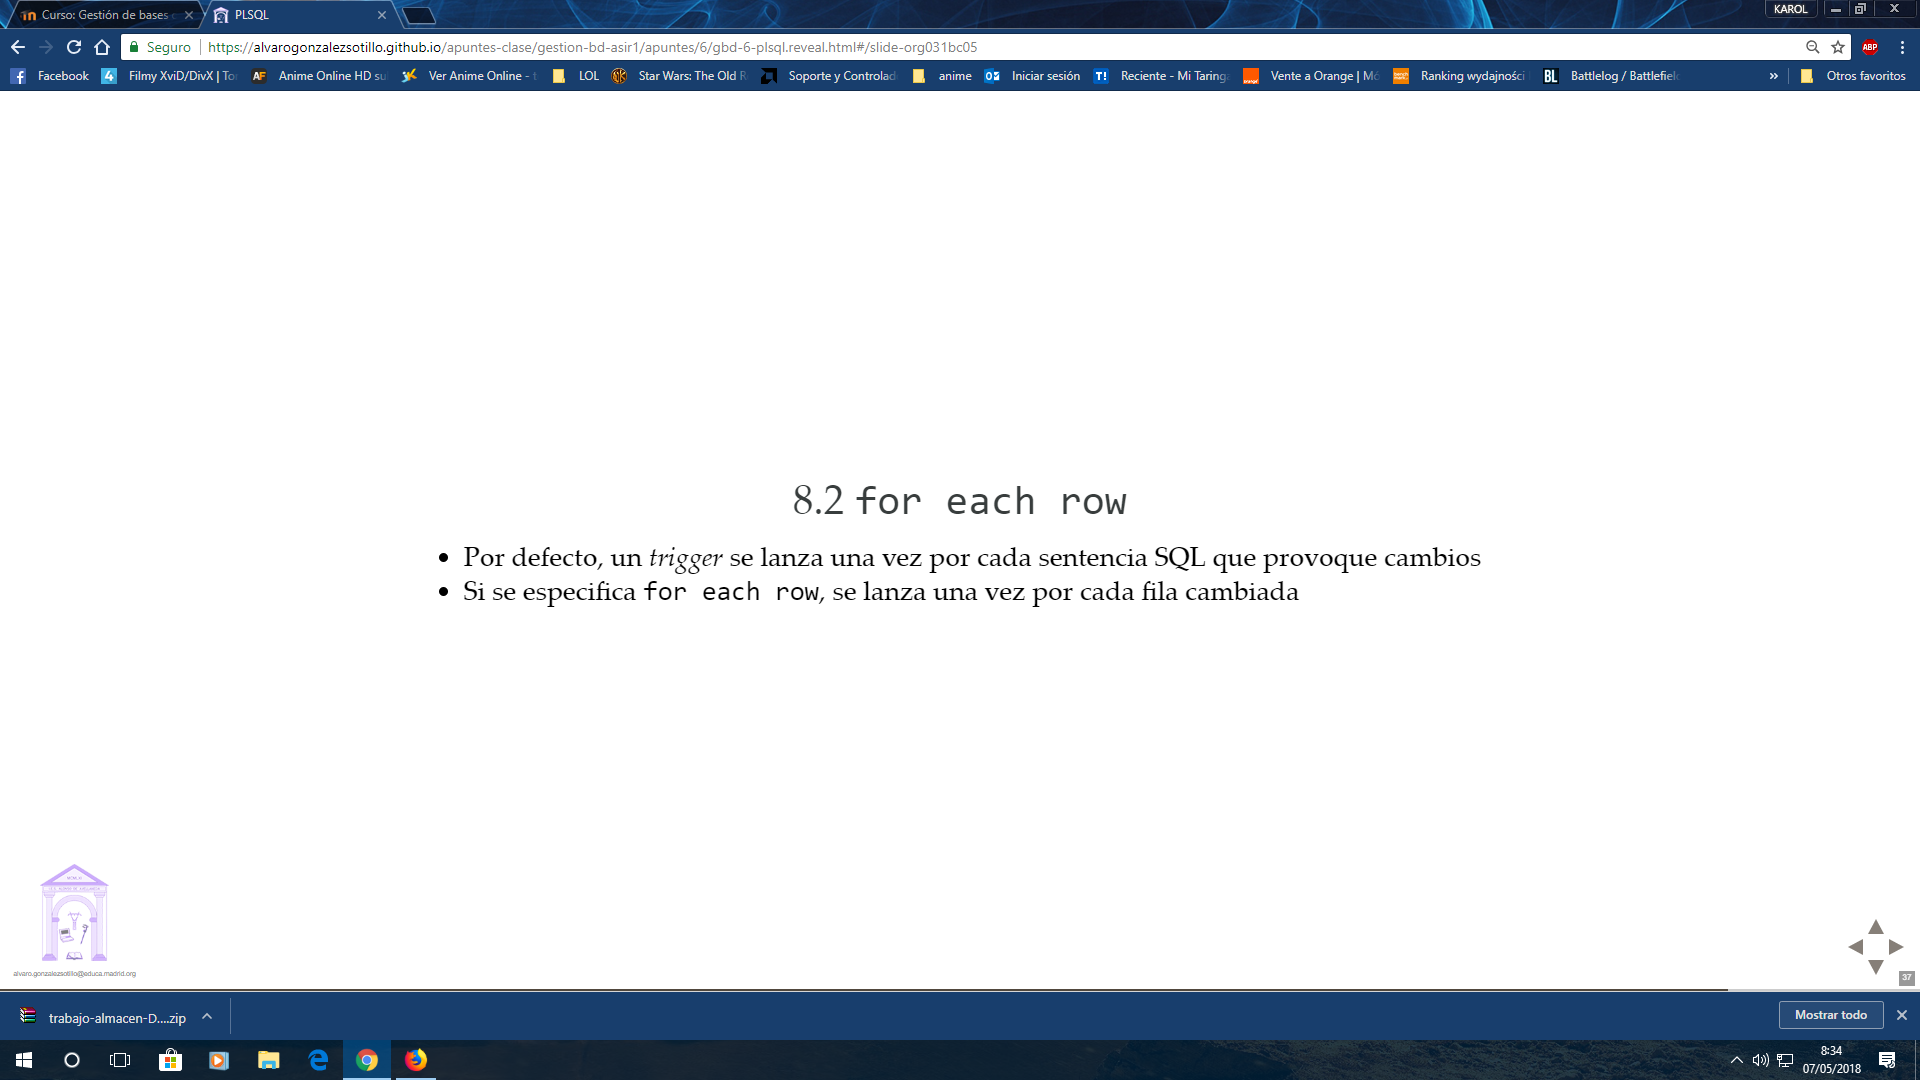 Curso: Gestión de bases
PLSQL
KAROL
Seguro
https://alvarogonzalezsotillo.github.io/apuntes-clase/gestion-bd-asir1/apuntes/6/gbd-6-plsql.reveal.html#/slide-org031bc05
ABP
Facebook
Filmy XviD/DivX | To
Anime Online HD su
Ver Anime Online - t
LOL
Star Wars: The Old R
Soporte y Controlad
anime
Iniciar sesión
Reciente - Mi Taringa
Vente a Orange | Mó
Ranking wydajności
Battlelog / Battlefield
»
Otros favoritos
8.2 for each row
• Por defecto, un trigger se lanza una vez por cada sentencia SQL que provoque cambios
• Si se especifica for each row, se lanza una vez por cada fila cambiada
alvaro.gonzalezsotillo@educa.madrid.org
37
trabajo-almacen-D....zip
Mostrar todo
8:34
07/05/2018